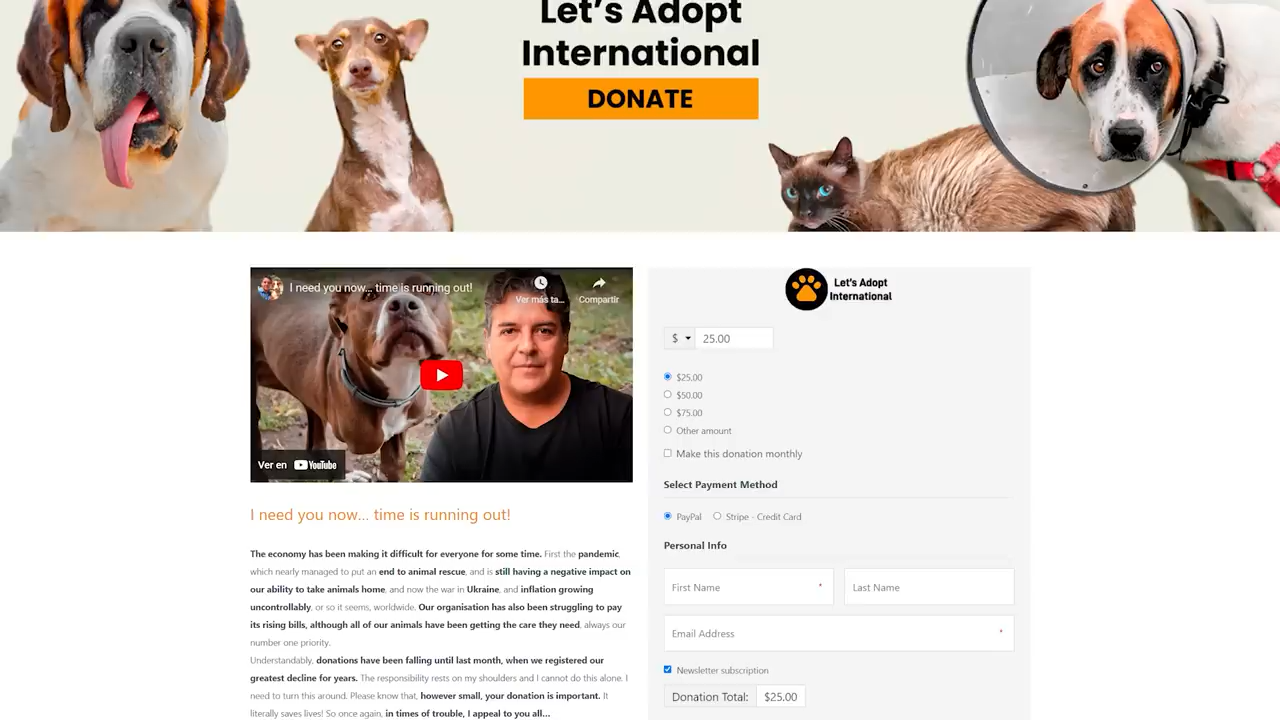 Let's Adopt
International
DONATE
I need you now... time is running out!
Ver más ta...
Compartir
Ver en YouTube
I need you now... time is running out!
The economy has been making it difficult for everyone for some time. First the pandemic,
which nearly managed to put an end to animal rescue, and is still having a negative impact on
our ability to take animals home, and now the war in Ukraine, and inflation growing
uncontrollably, or so it seems, worldwide. Our organisation has also been struggling to pay
its rising bills, although all of our animals have been getting the care they need, always our
number one priority.
Understandably, donations have been falling until last month, when we registered our
greatest decline for years. The responsibility rests on my shoulders and I cannot do this alone. I
need to turn this around. Please know that, however small, your donation is important. It
literally saves lives! So once again, in times of trouble, I appeal to you all...
Let's Adopt
International
$ 25.00
$25.00
$50.00
$75.00
Other amount
Make this donation monthly
Select Payment Method
PayPal Stripe - Credit Card
Personal Info
First Name * Last Name
Email Address *
Newsletter subscription
Donation Total: $25.00